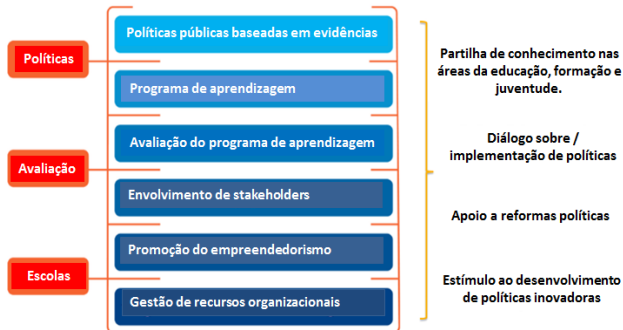 Políticas
Avaliação
Escolas
Políticas públicas baseadas em evidências
Programa de aprendizagem
Avaliação do programa de aprendizagem
Envolvimento de stakeholders
Promoção do empreendedorismo
Gestão de recursos organizacionais
Partilha de conhecimento nas
áreas da educação, formação e
juventude.
Diálogo sobre /
implementação de políticas
Apoio a reformas políticas
Estímulo ao desenvolvimento
de políticas inovadoras